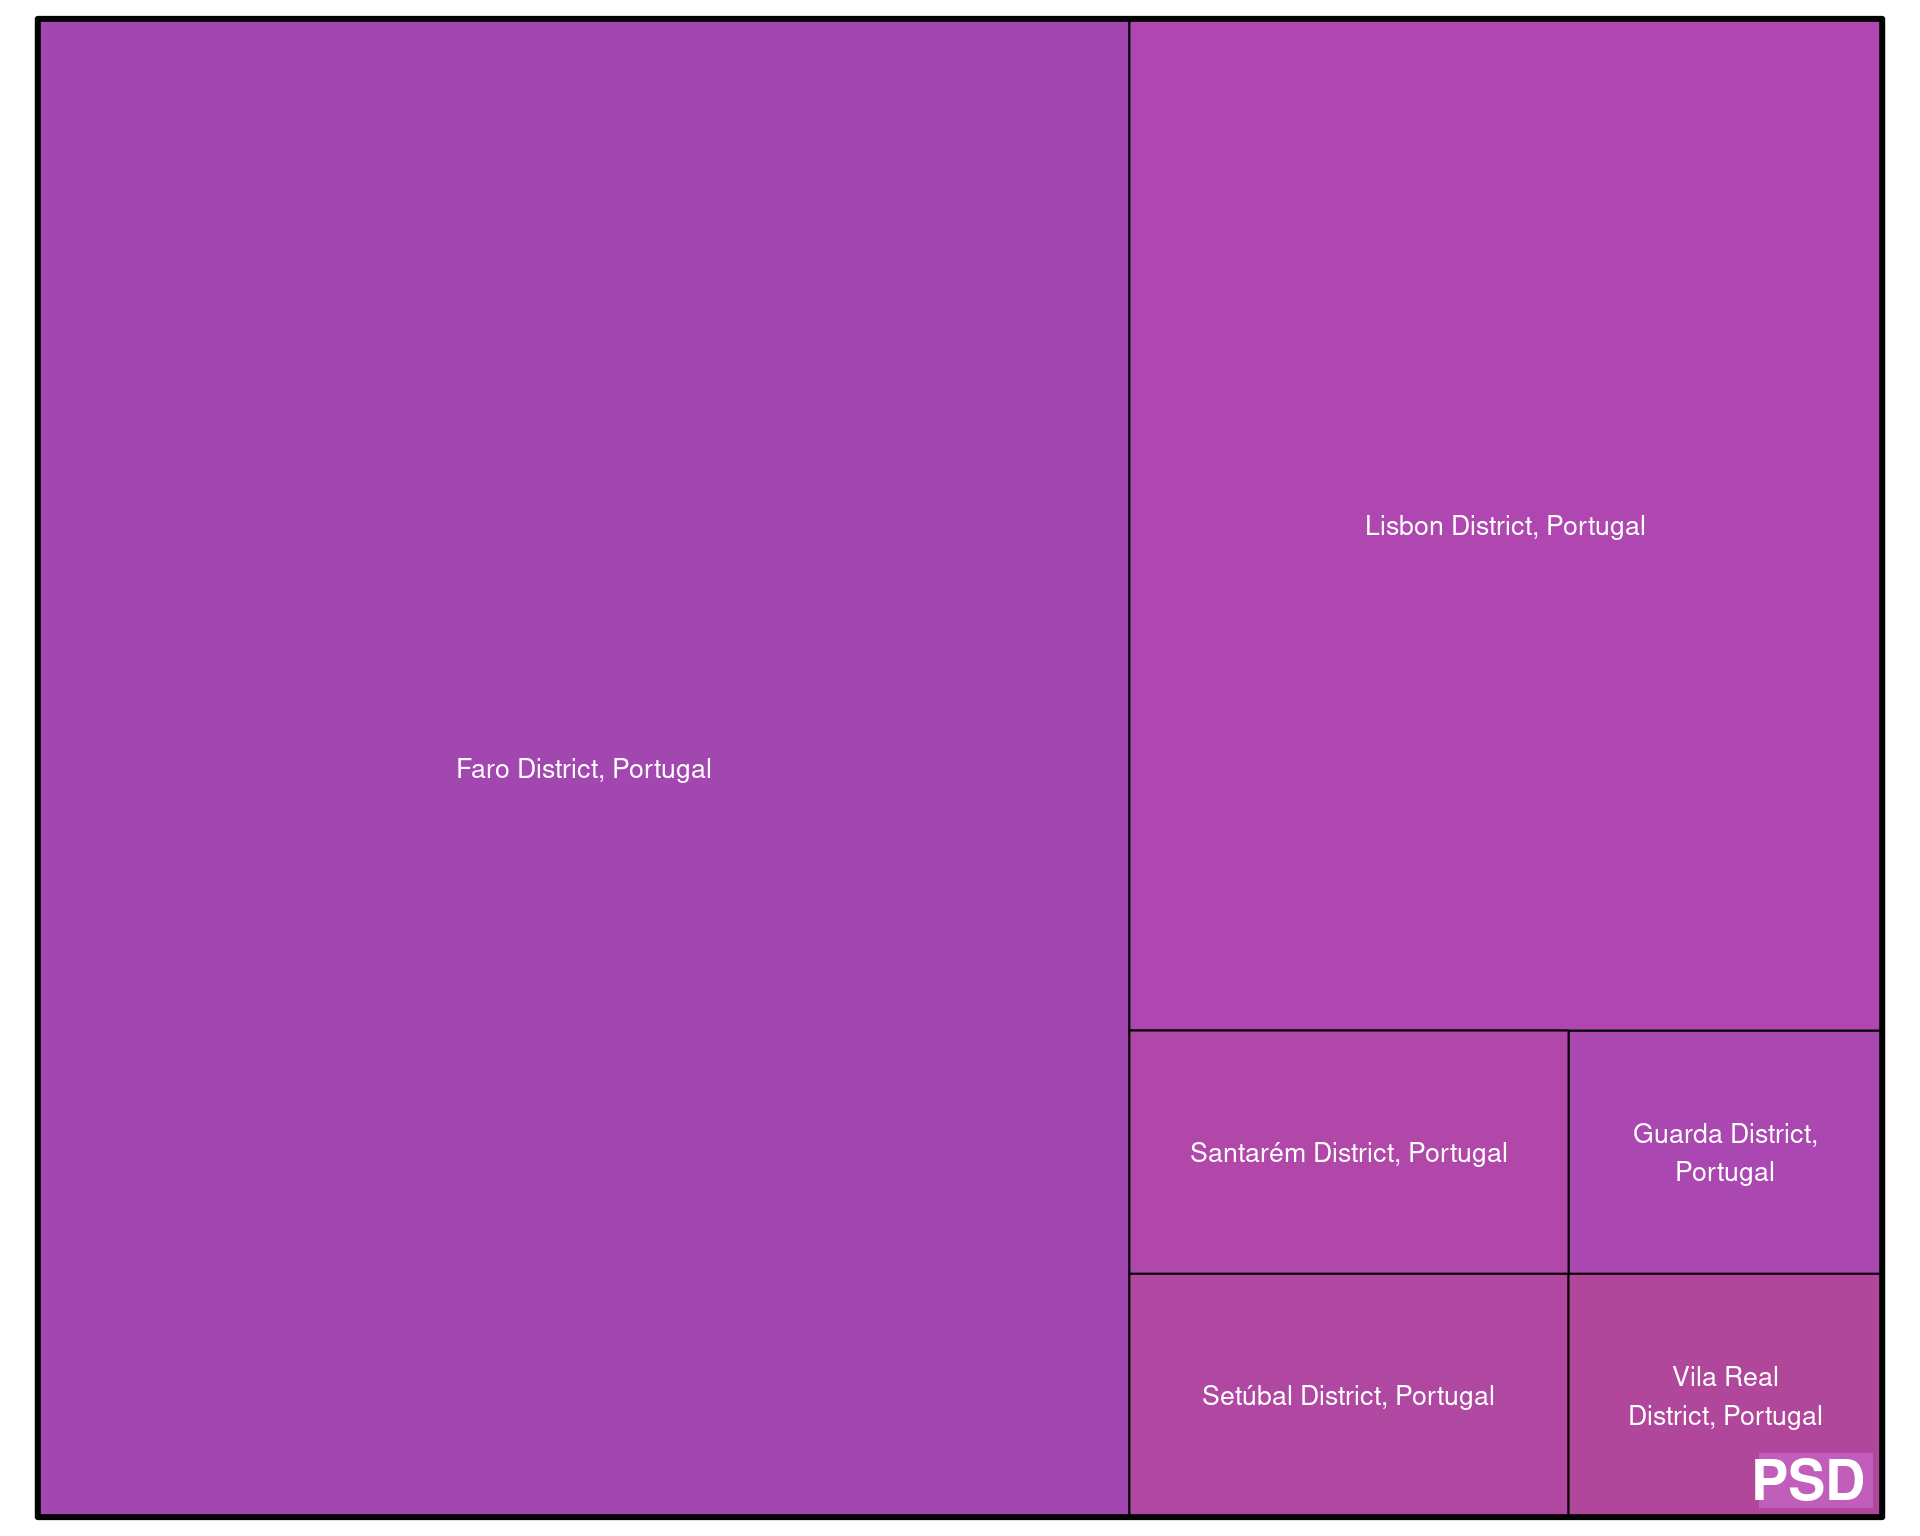 Faro District, Portugal
Lisbon District, Portugal
Santarém District, Portugal
Guarda District,
Portugal
Setúbal District, Portugal
Vila Real
District, Portugal
PSD